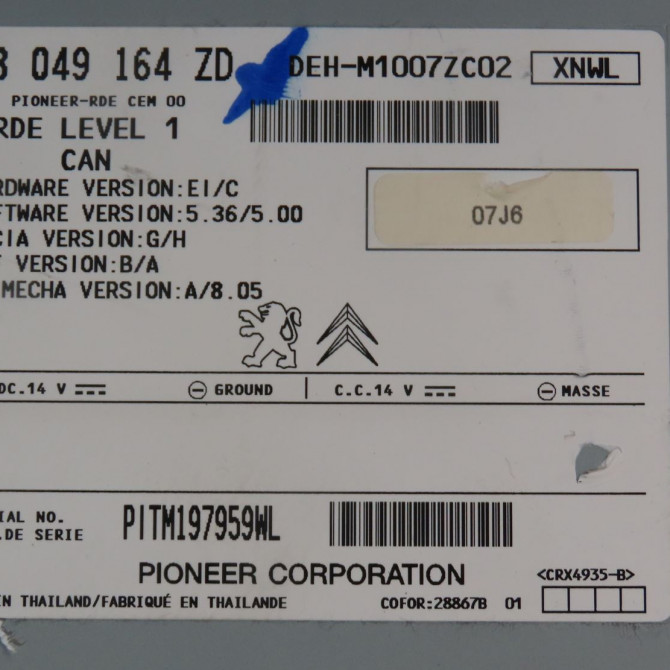 049 164 ZD DEH-M1007ZC02 XNWL
PIONEER-RDE CEM 00
RDE LEVEL 1
CAN
RDWARE VERSION:EI/C
FTWARE VERSION:5.36/5.00
07J6
CIA VERSION:G/H
VERSION:B/A
MECHA VERSION:A/8.05
DC.14 V GROUND C.C.14 V MASSE
IAL NO.
DE SERIE
PITM197959WL
PIONEER CORPORATION <CRX4935-B>
N THAILAND/FABRIQUÉ EN THAILANDE COFOR:28867B 01